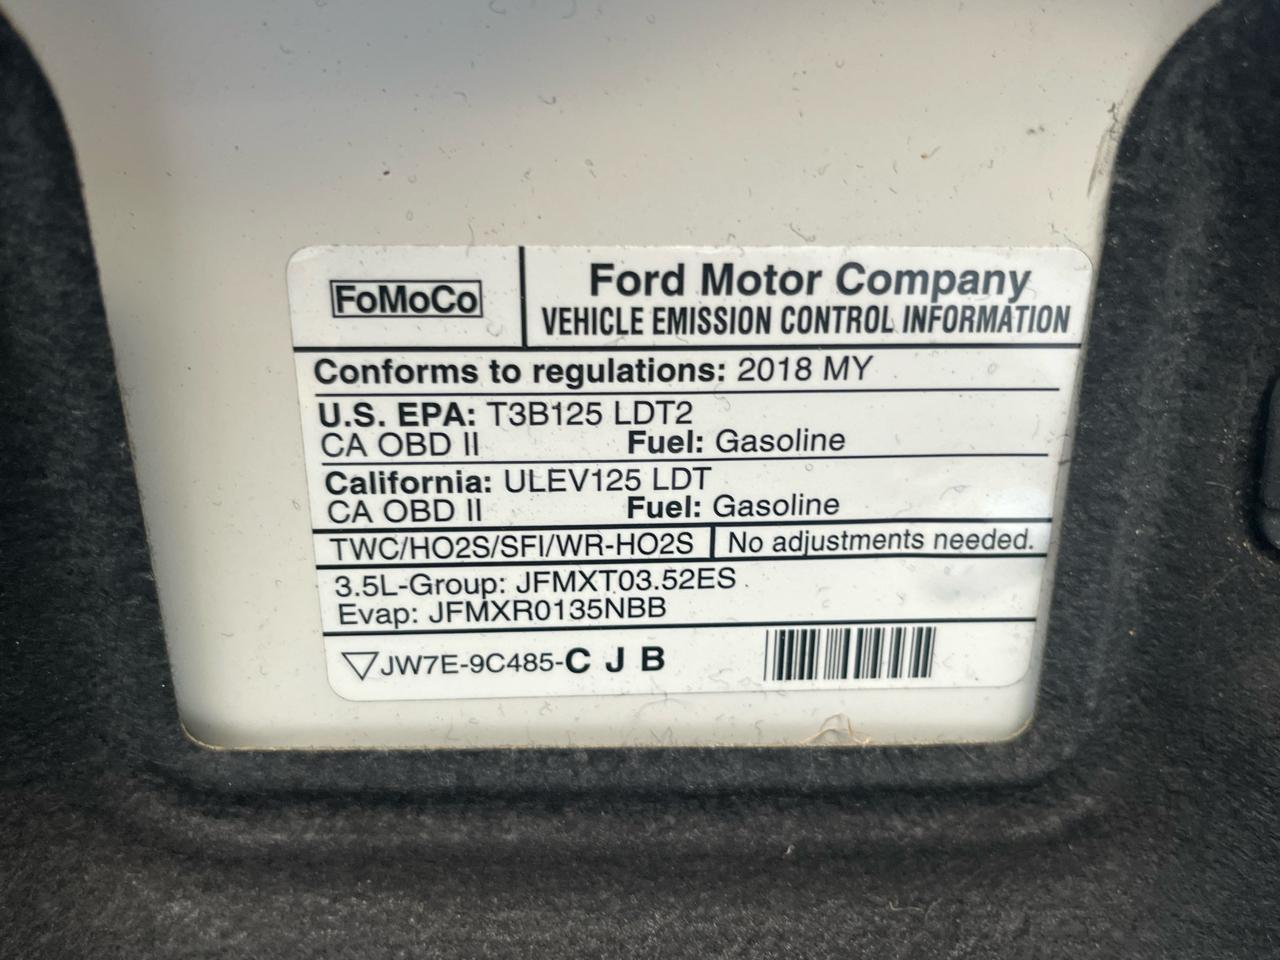 FoMoCo
Ford Motor Company
VEHICLE EMISSION CONTROL INFORMATION
Conforms to regulations: 2018 MY
U.S. EPA: T3B125 LDT2
CA OBD II Fuel: Gasoline
California: ULEV125 LDT
CA OBD II Fuel: Gasoline
TWC/HO2S/SFI/WR-HO2S No adjustments needed.
3.5L-Group: JFMXT03.52ES
Evap: JFMXR0135NBB
JW7E-9C485-C J B